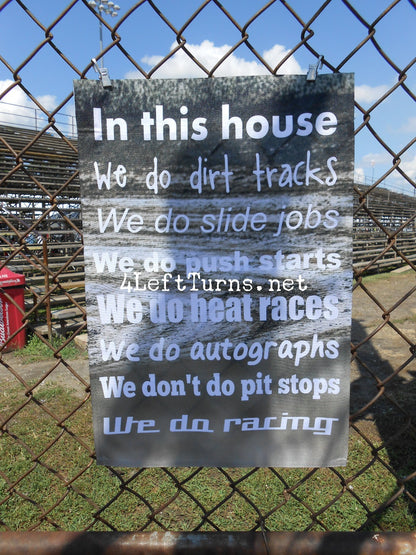 In this house
We do dirt tracks
We do slide jobs
We do push starts
4LeftTurns.net
We do heat races
We do autographs
We don't do pit stops
We do racing